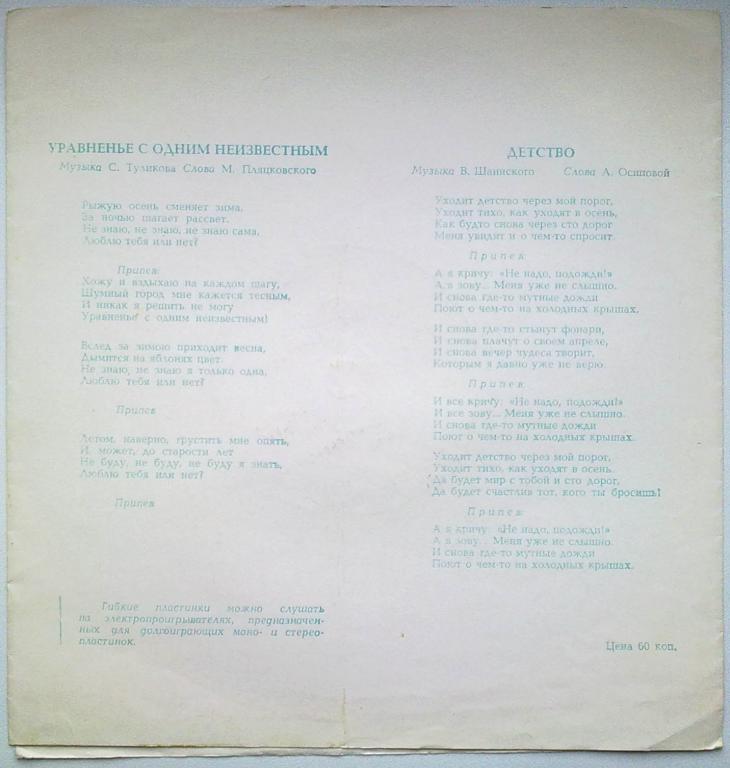 УРАВНЕНЬЕ С ОДНИМ НЕИЗВЕСТНЫМ
Музыка С. Туликова Слова М. Пляцковского
Рыжую осень сменяет зима,
За ночью шагает рассвет.
Не знаю, не знаю, не знаю сама,
Люблю тебя или нет?
Припев:
Хожу и вздыхаю на каждом шагу,
Шумный город мне кажется тесным,
И никак я решить не могу
Уравненье с одним неизвестным!
Вслед за зимою приходит весна,
Дымится на яблонях цвет.
Не знаю, не знаю я только одна,
Люблю тебя или нет?
Припев
Летом, наверно, грустить мне опять,
И, может, до старости лет
Не буду, не буду, не буду я знать,
Люблю тебя или нет?
Припев
Гибкие пластинки можно слушать
на электропроигрывателях, предназначен-
ных для долгоиграющих моно- и стерео-
пластинок.
ДЕТСТВО
Музыка В. Шаинского Слова А. Осиповой
Уходит детство через мой порог,
Уходит тихо, как уходят в осень,
Как будто снова через сто дорог
Меня увидят и о чем-то спросит.
Припев:
А я кричу: «Не надо, подожди!»
А я зову... Меня уже не слышно.
И снова где-то мутные дожди
Поют о чем-то на холодных крышах.
И снова где-то стынут фонари,
И снова плачут о своем апреле,
И снова вечер чудеса творит,
Которым я давно уже не верю.
Припев:
И все кричу: «Не надо, подожди!»
И все зову... Меня уже не слышно.
И снова где-то мутные дожди
Поют о чем-то на холодных крышах.
Уходит детство через мой порог,
Уходит тихо, как уходят в осень.
Да будет мир с тобой и сто дорог,
Да будет счастлив тот, кого ты бросишь!
Припев:
А я кричу: «Не надо, подожди!»
А я зову... Меня уже не слышно.
И снова где-то мутные дожди
Поют о чем-то на холодных крышах.
Цена 60 коп.